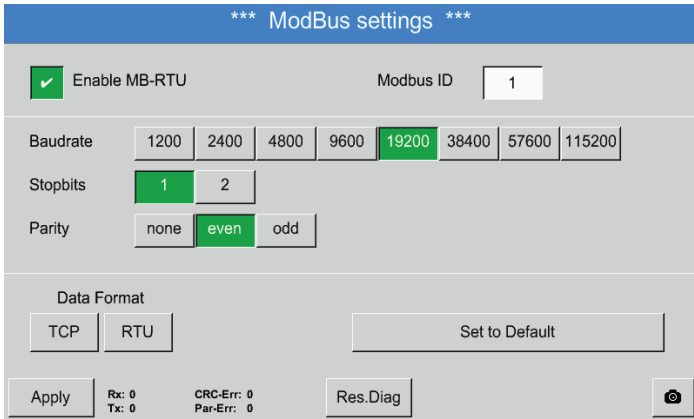 *** ModBus settings ***
✔ Enable MB-RTU Modbus ID 1
Baudrate 1200 2400 4800 9600 19200 38400 57600 115200
Stopbits 1 2
Parity none even odd
Data Format
TCP RTU Set to Default
Apply Rx: 0 CRC-Err: 0 Res.Diag
Tx: 0 Par-Err: 0